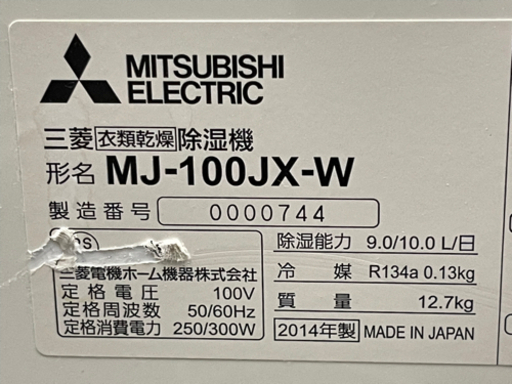 MITSUBISHI
ELECTRIC
三菱 衣類乾燥 除湿機
形名 MJ-100JX-W
製造番号 0000744
除湿能力 9.0/10.0 L/日
三菱電機ホーム機器株式会社
冷媒 R134a 0.13kg
定格電圧 100V
質量 12.7kg
定格周波数 50/60Hz
定格消費電力 250/300W
2014年製 MADE IN JAPAN